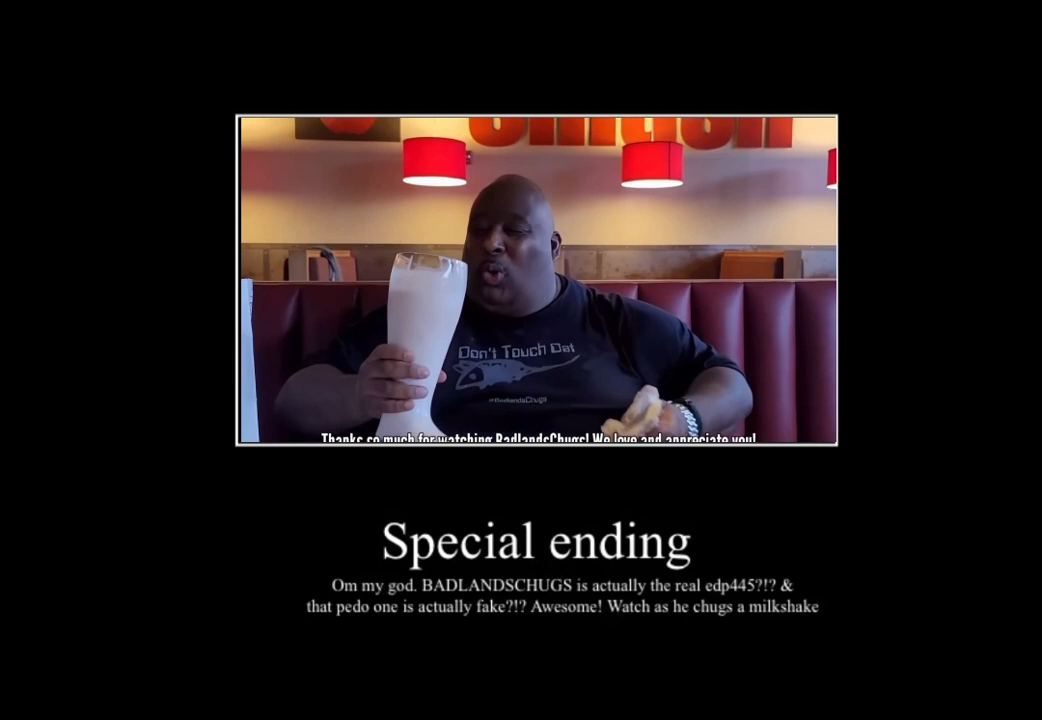 Don't Touch Dat
#BadlandsChugs
Thanks so much for watching BadlandsChugs! We love and appreciate you!
Special ending
Om my god. BADLANDSCHUGS is actually the real edp445?!? &
that pedo one is actually fake?!? Awesome! Watch as he chugs a milkshake